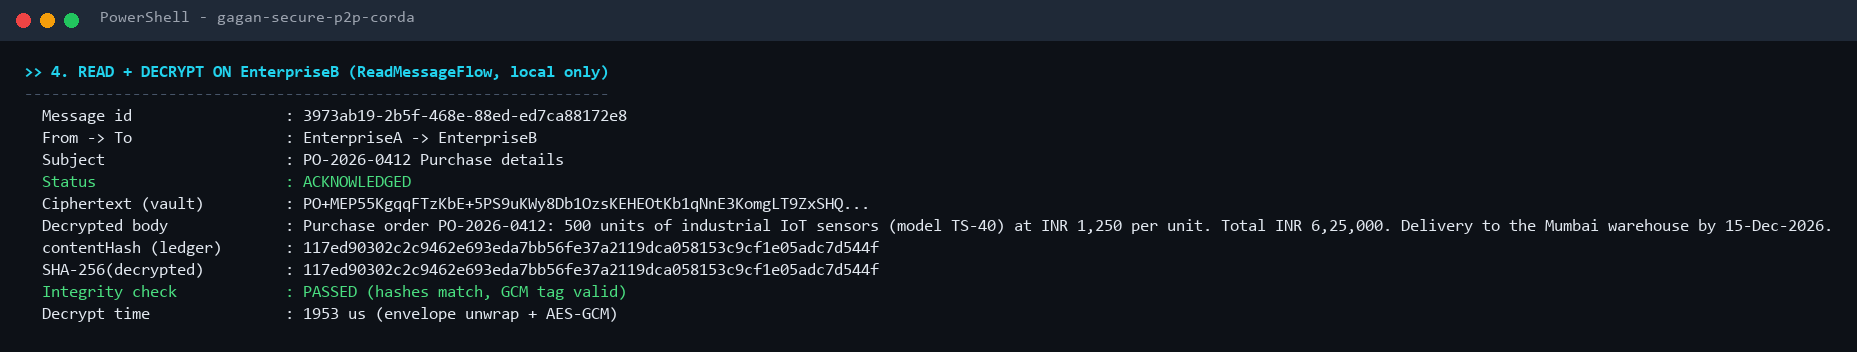 PowerShell - gagan-secure-p2p-corda
>> 4. READ + DECRYPT ON EnterpriseB (ReadMessageFlow, local only)
-----------------------------------------------------------------
Message id : 3973ab19-2b5f-468e-88ed-ed7ca88172e8
From -> To : EnterpriseA -> EnterpriseB
Subject : PO-2026-0412 Purchase details
Status : ACKNOWLEDGED
Ciphertext (vault) : PO+MEP55KgqqFTzKbE+5PS9uKWy8Db1OzsKEHEOtKb1qNnE3KomgLT9ZxSHQ...
Decrypted body : Purchase order PO-2026-0412: 500 units of industrial IoT sensors (model TS-40) at INR 1,250 per unit. Total INR 6,25,000. Delivery to the Mumbai warehouse by 15-Dec-2026.
contentHash (ledger) : 117ed90302c2c9462e693eda7bb56fe37a2119dca058153c9cf1e05adc7d544f
SHA-256(decrypted) : 117ed90302c2c9462e693eda7bb56fe37a2119dca058153c9cf1e05adc7d544f
Integrity check : PASSED (hashes match, GCM tag valid)
Decrypt time : 1953 us (envelope unwrap + AES-GCM)